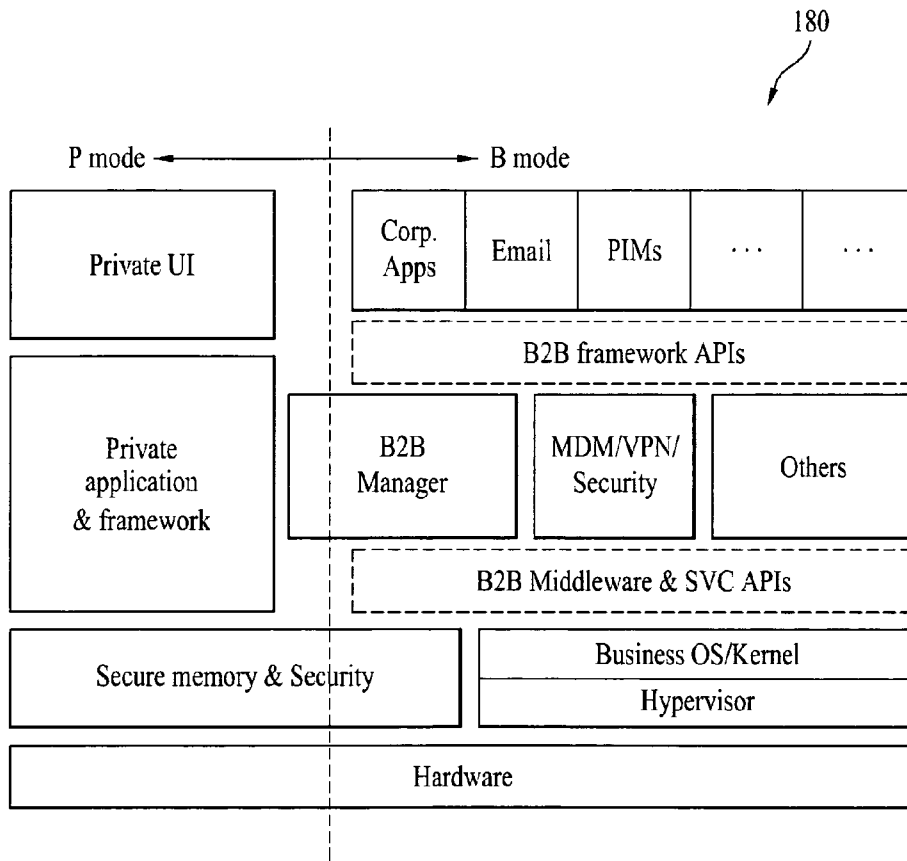 180
P mode
B mode
Private UI
Corp.
Apps
Email
PIMs
...
...
B2B framework APIs
Private
application
& framework
B2B
Manager
MDM/VPN/
Security
Others
B2B Middleware & SVC APIs
Secure memory & Security
Business OS/Kernel
Hypervisor
Hardware